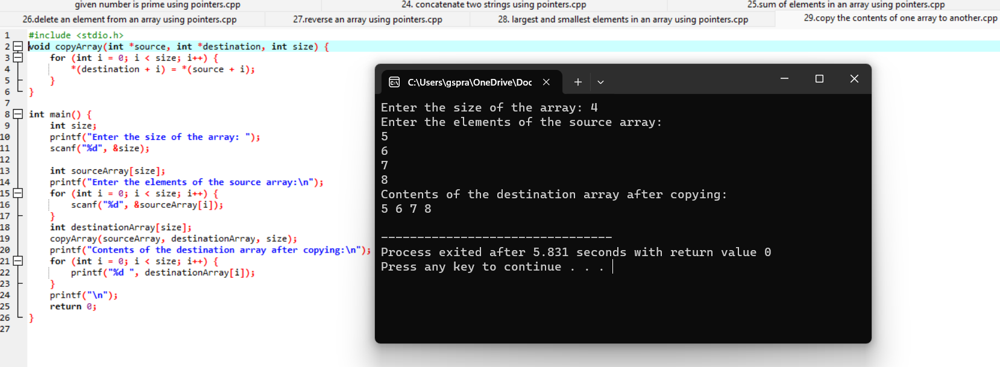 given number is prime using pointers.cpp 24. concatenate two strings using pointers.cpp 25.sum of elements in an array using pointers.cpp
26.delete an element from an array using pointers.cpp 27.reverse an array using pointers.cpp 28. largest and smallest elements in an array using pointers.cpp 29.copy the contents of one array to another.cpp
1 #include <stdio.h>
2 void copyArray(int *source, int *destination, int size) {
3 for (int i = 0; i < size; i++) {
4 *(destination + i) = *(source + i);
5 }
6 }
7
8 int main() {
9 int size;
10 printf("Enter the size of the array: ");
11 scanf("%d", &size);
12
13 int sourceArray[size];
14 printf("Enter the elements of the source array:\n");
15 for (int i = 0; i < size; i++) {
16 scanf("%d", &sourceArray[i]);
17 }
18 int destinationArray[size];
19 copyArray(sourceArray, destinationArray, size);
20 printf("Contents of the destination array after copying:\n");
21 for (int i = 0; i < size; i++) {
22 printf("%d ", destinationArray[i]);
23 }
24 printf("\n");
25 return 0;
26 }
27
C:\Users\gspra\OneDrive\Doc
Enter the size of the array: 4
Enter the elements of the source array:
5
6
7
8
Contents of the destination array after copying:
5 6 7 8
--------------------------------
Process exited after 5.831 seconds with return value 0
Press any key to continue . . .